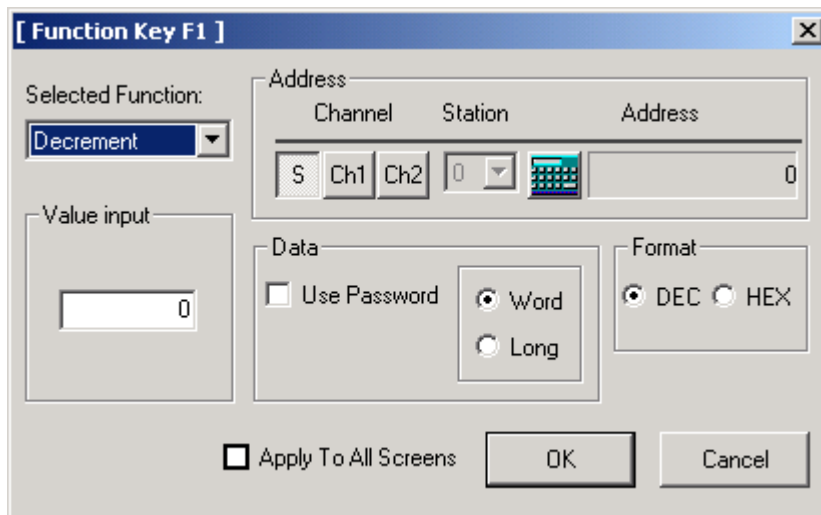 [ Function Key F1 ]
Selected Function:
Decrement
Address
Channel Station Address
S Ch1 Ch2 0 0
Value input
0
Data
Use Password
Word
Long
Format
DEC HEX
Apply To All Screens OK Cancel